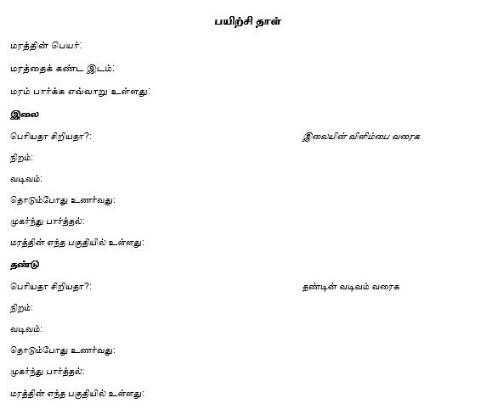 பயிற்சி தாள்
மரத்தின் பெயர்:
மரத்தைக் கண்ட இடம்:
மரம் பார்க்க எவ்வாறு உள்ளது:
இலை
பெரியதா சிறியதா?: இலையின் விளிம்பை வரைக
நிறம்:
வடிவம்:
தொடும்போது உணர்வது:
முகர்ந்து பார்த்தல்:
மரத்தின் எந்த பகுதியில் உள்ளது:
தண்டு
பெரியதா சிறியதா?: தண்டின் வடிவம் வரைக
நிறம்:
வடிவம்:
தொடும்போது உணர்வது:
முகர்ந்து பார்த்தல்:
மரத்தின் எந்த பகுதியில் உள்ளது: